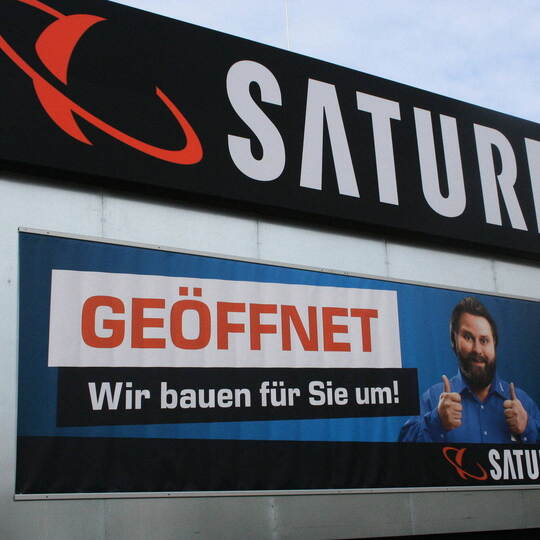 SATUR
GEÖFFNET
Wir bauen für Sie um!
SATU